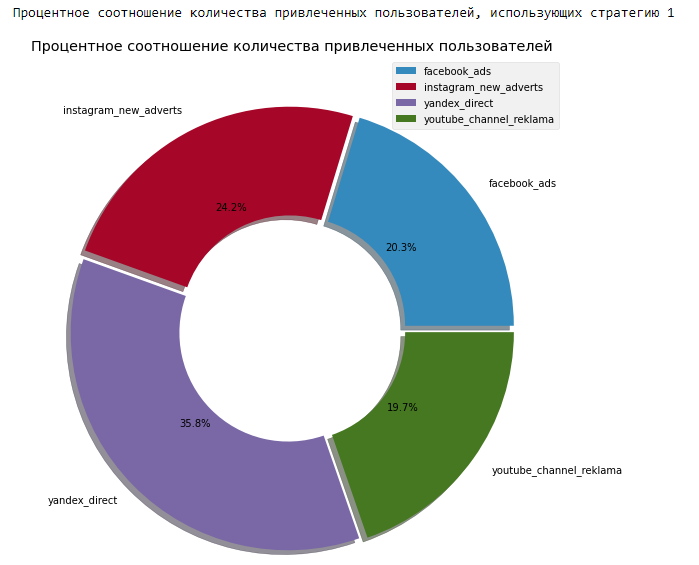 Процентное соотношение количества привлеченных пользователей, использующих стратегию 1
Процентное соотношение количества привлеченных пользователей
facebook_ads
instagram_new_adverts
yandex_direct
youtube_channel_reklama
instagram_new_adverts
facebook_ads
24.2%
20.3%
19.7%
35.8%
youtube_channel_reklama
yandex_direct